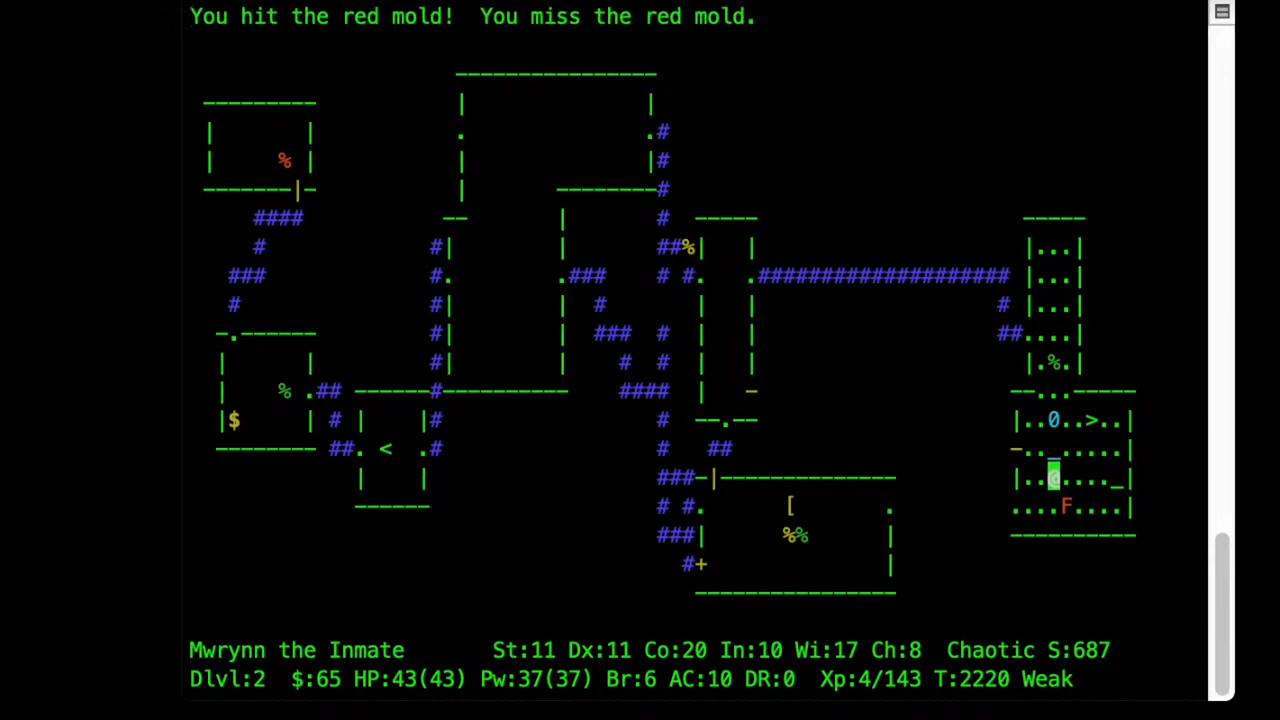 You hit the red mold!  You miss the red mold.
Mwrynn the Inmate       St:11 Dx:11 Co:20 In:10 Wi:17 Ch:8  Chaotic S:687
Dlvl:2  $:65 HP:43(43) Pw:37(37) Br:6 AC:10 DR:0  Xp:4/143 T:2220 Weak